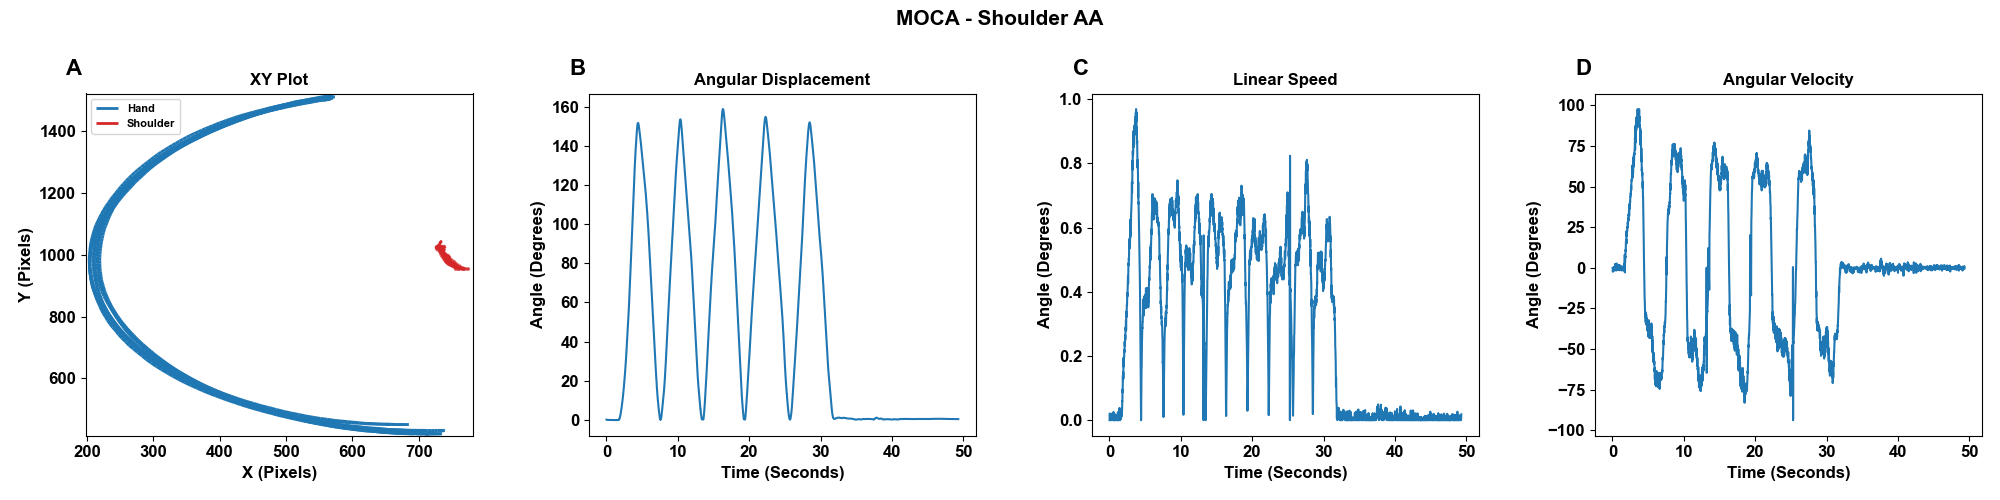 MOCA - Shoulder AA
A
XY Plot
Hand
Shoulder
1400
1200
1000
800
600
200 300 400 500 600 700
X (Pixels)
Y (Pixels)
B
Angular Displacement
160
140
120
100
80
60
40
20
0
0 10 20 30 40 50
Time (Seconds)
Angle (Degrees)
C
Linear Speed
1.0
0.8
0.6
0.4
0.2
0.0
0 10 20 30 40 50
Time (Seconds)
Angle (Degrees)
D
Angular Velocity
100
75
50
25
0
−25
−50
−75
−100
0 10 20 30 40 50
Time (Seconds)
Angle (Degrees)